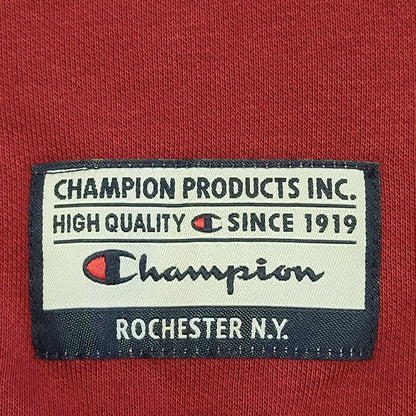 CHAMPION PRODUCTS INC.
HIGH QUALITY SINCE 1919
Champion
ROCHESTER N.Y.